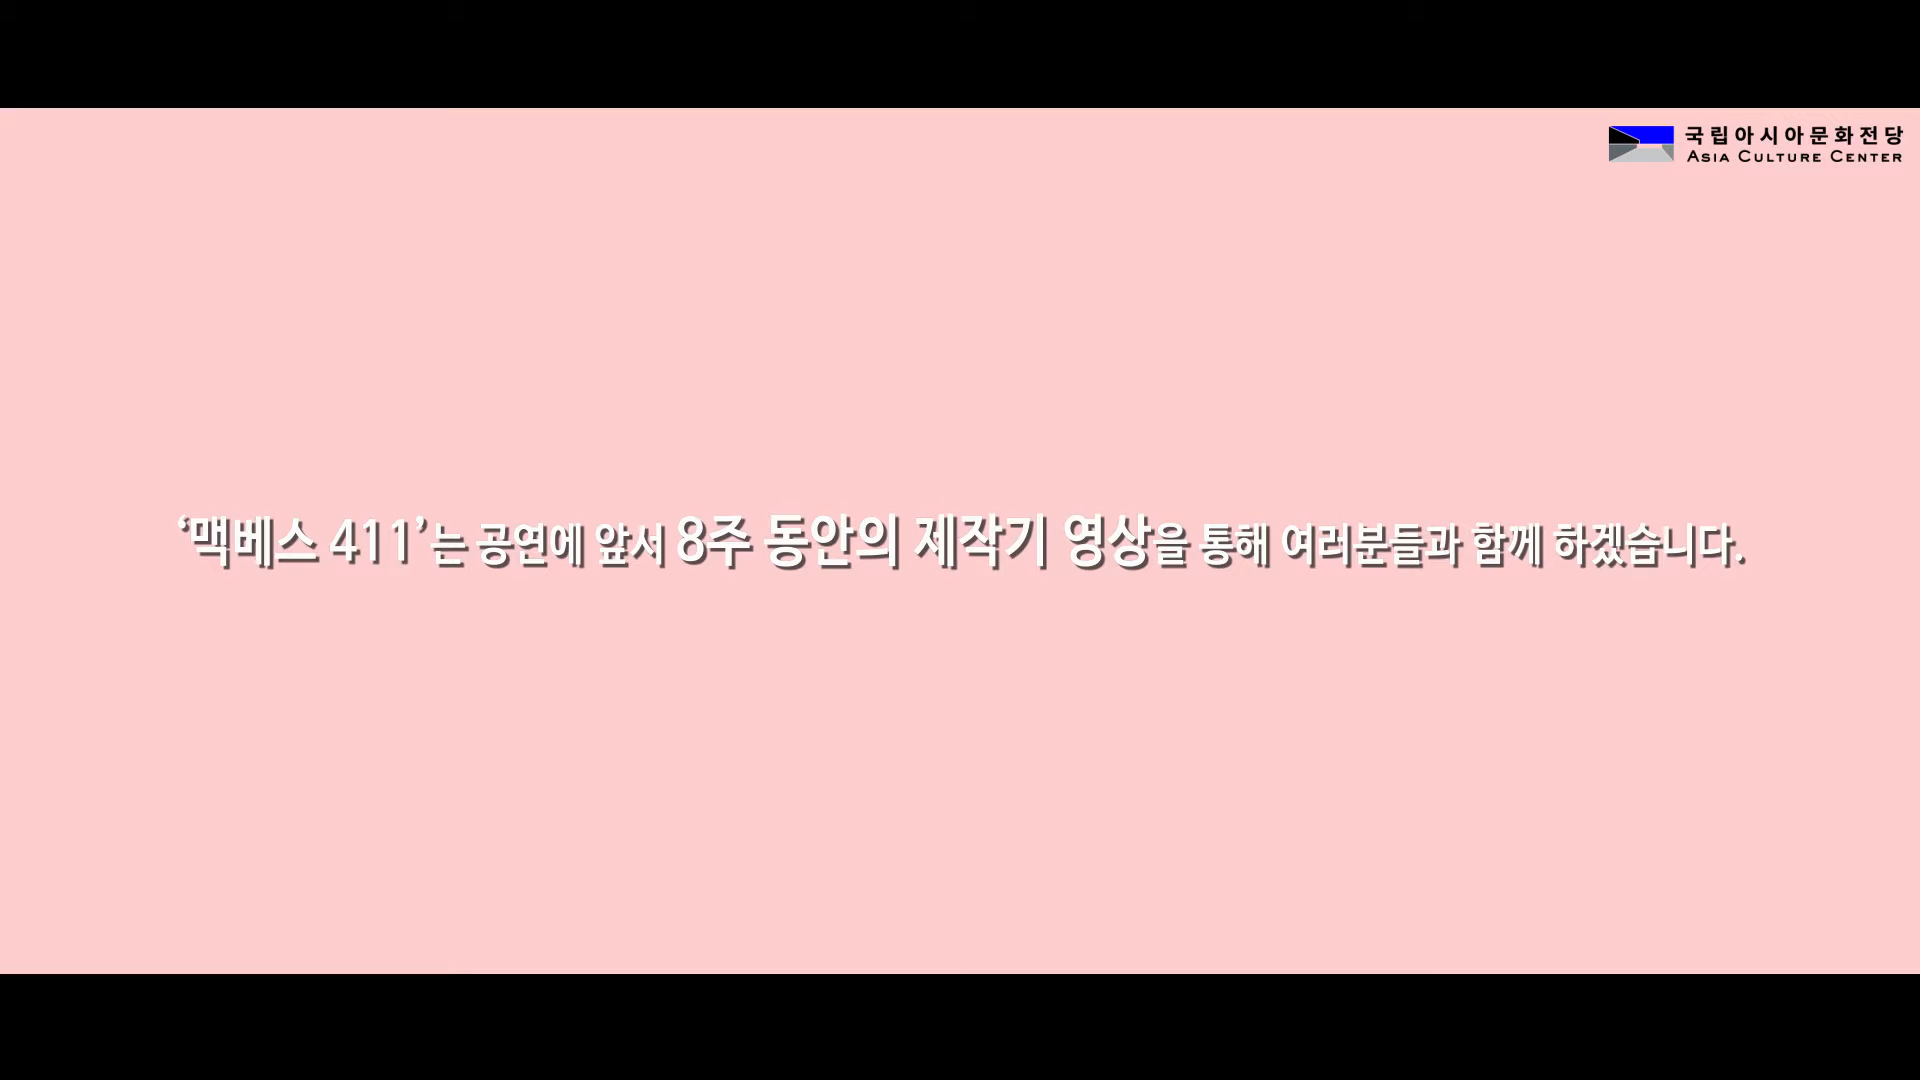 국립아시아문화전당
ASIA CULTURE CENTER
‘맥베스 411’는 공연에 앞서 8주 동안의 제작기 영상을 통해 여러분들과 함께 하겠습니다.